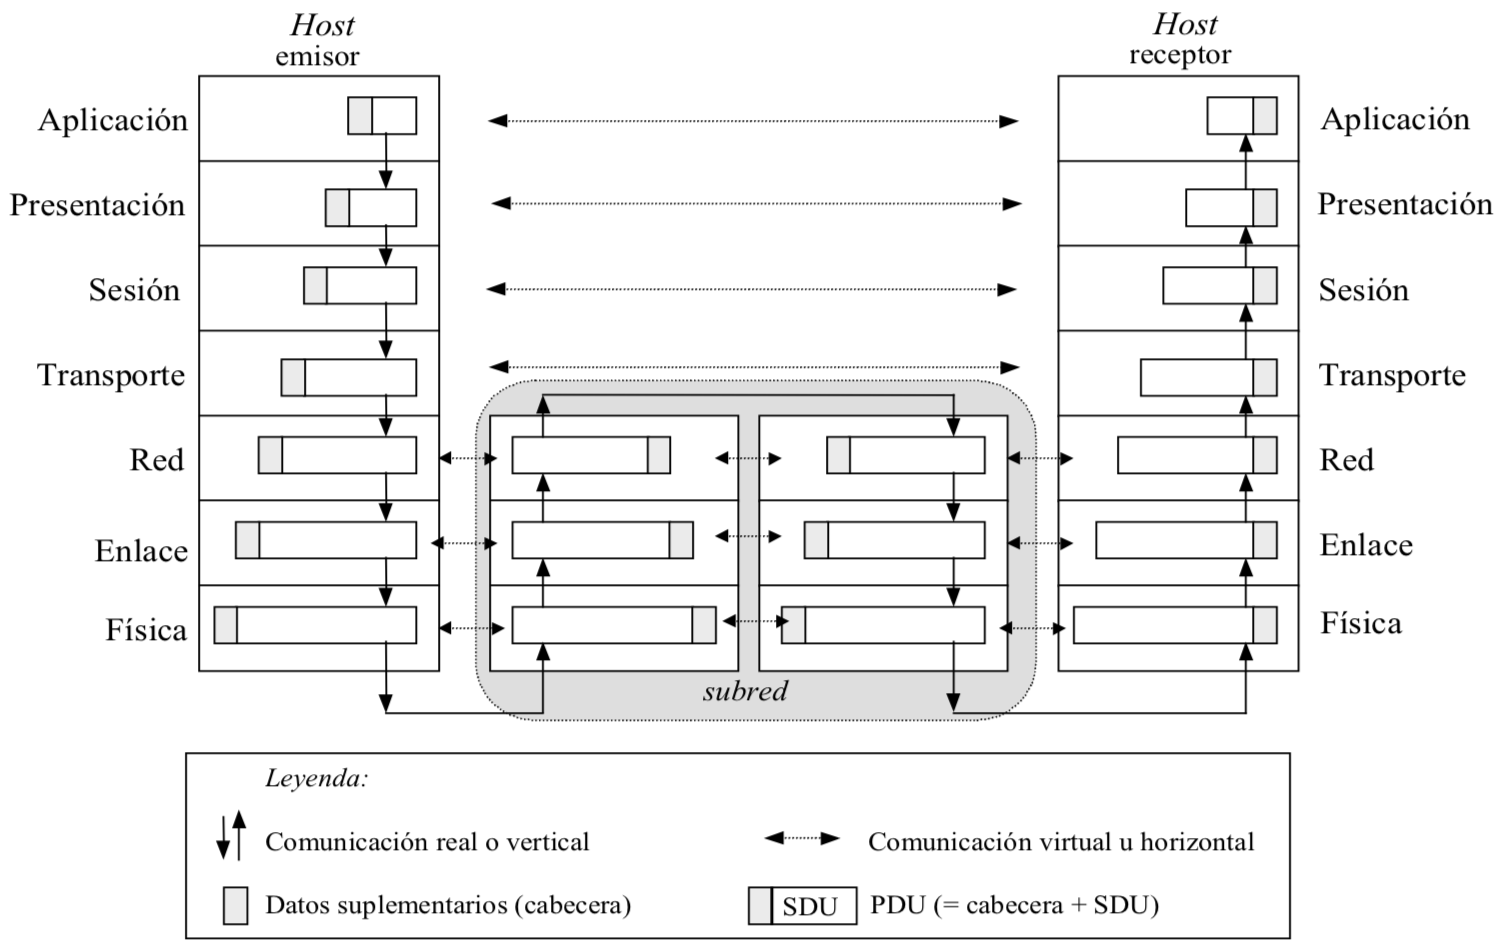 Host
emisor
Host
receptor
Aplicación
Aplicación
Presentación
Presentación
Sesión
Sesión
Transporte
Transporte
Red
Red
Enlace
Enlace
Física
Física
subred
Leyenda:
Comunicación real o vertical
Comunicación virtual u horizontal
Datos suplementarios (cabecera)
SDU
PDU (= cabecera + SDU)